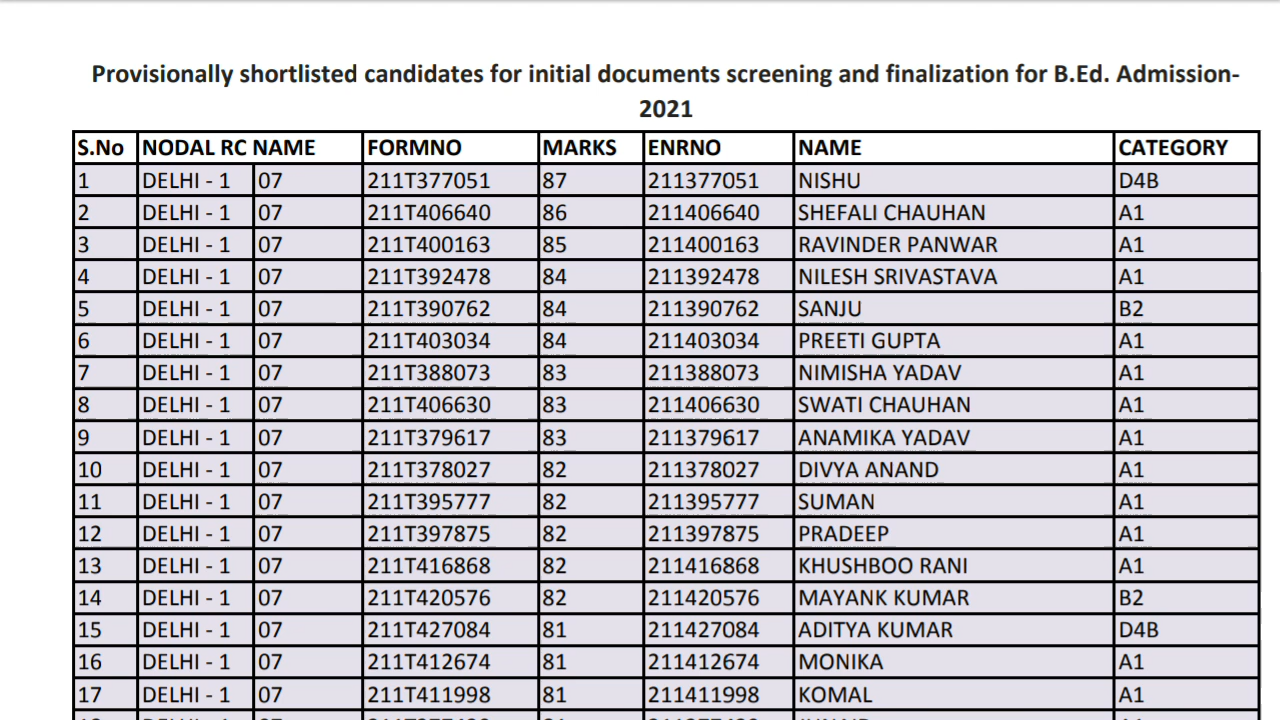 Provisionally shortlisted candidates for initial documents screening and finalization for B.Ed. Admission-
2021
S.No NODAL RC NAME FORMNO MARKS ENRNO NAME CATEGORY
1 DELHI - 1 07 211T377051 87 211377051 NISHU D4B
2 DELHI - 1 07 211T406640 86 211406640 SHEFALI CHAUHAN A1
3 DELHI - 1 07 211T400163 85 211400163 RAVINDER PANWAR A1
4 DELHI - 1 07 211T392478 84 211392478 NILESH SRIVASTAVA A1
5 DELHI - 1 07 211T390762 84 211390762 SANJU B2
6 DELHI - 1 07 211T403034 84 211403034 PREETI GUPTA A1
7 DELHI - 1 07 211T388073 83 211388073 NIMISHA YADAV A1
8 DELHI - 1 07 211T406630 83 211406630 SWATI CHAUHAN A1
9 DELHI - 1 07 211T379617 83 211379617 ANAMIKA YADAV A1
10 DELHI - 1 07 211T378027 82 211378027 DIVYA ANAND A1
11 DELHI - 1 07 211T395777 82 211395777 SUMAN A1
12 DELHI - 1 07 211T397875 82 211397875 PRADEEP A1
13 DELHI - 1 07 211T416868 82 211416868 KHUSHBOO RANI A1
14 DELHI - 1 07 211T420576 82 211420576 MAYANK KUMAR B2
15 DELHI - 1 07 211T427084 81 211427084 ADITYA KUMAR D4B
16 DELHI - 1 07 211T412674 81 211412674 MONIKA A1
17 DELHI - 1 07 211T411998 81 211411998 KOMAL A1